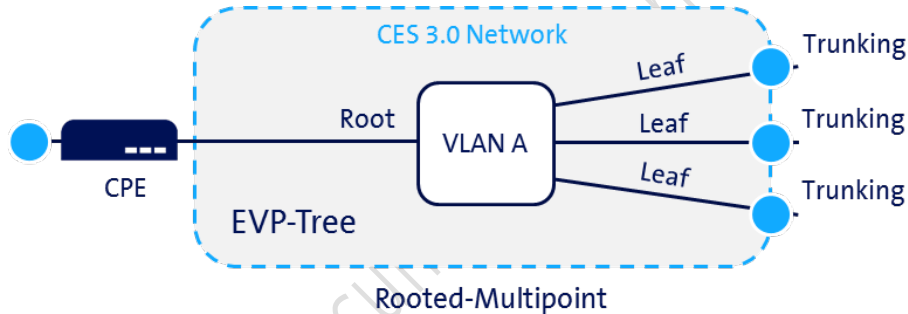 CES 3.0 Network
Trunking
Leaf
Root
VLAN A
Leaf
Trunking
CPE
Leaf
Trunking
EVP-Tree
Rooted-Multipoint